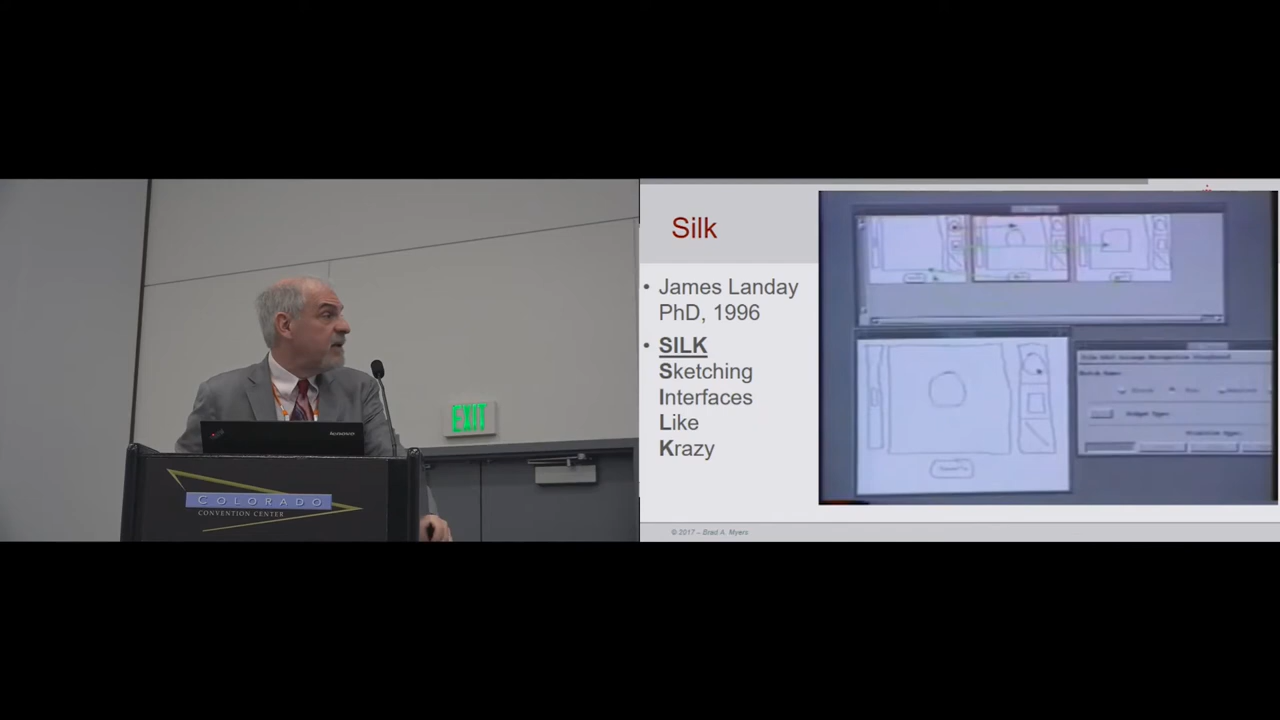 EXIT
lenovo
COLORADO
CONVENTION CENTER
Silk
• James Landay
PhD, 1996
• SILK
Sketching
Interfaces
Like
Krazy
© 2017 – Brad A. Myers